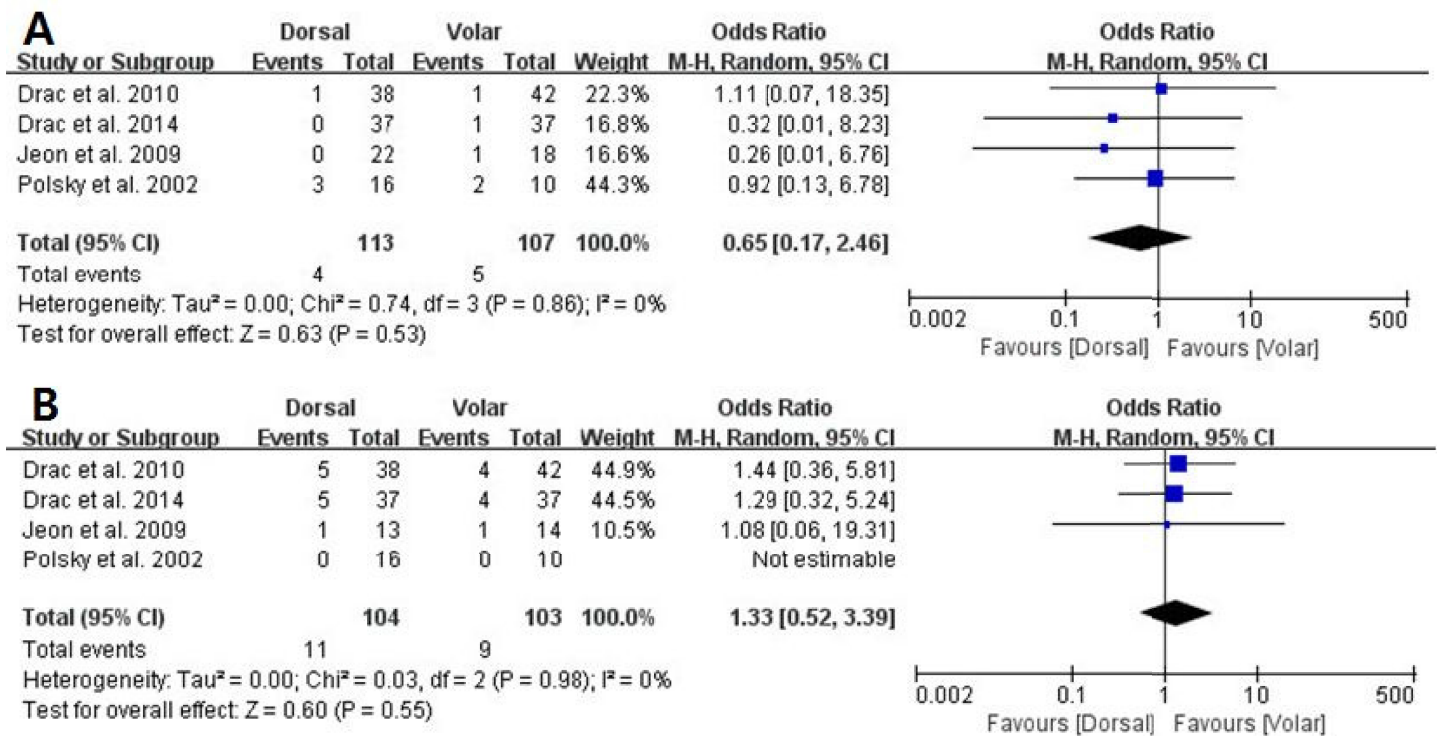 A
Dorsal Volar Odds Ratio Odds Ratio
Study or Subgroup Events Total Events Total Weight M-H, Random, 95% CI M-H, Random, 95% CI
Drac et al. 2010 1 38 1 42 22.3% 1.11 [0.07, 18.35]
Drac et al. 2014 0 37 1 37 16.8% 0.32 [0.01, 8.23]
Jeon et al. 2009 0 22 1 18 16.6% 0.26 [0.01, 6.76]
Polsky et al. 2002 3 16 2 10 44.3% 0.92 [0.13, 6.78]
Total (95% CI) 113 107 100.0% 0.65 [0.17, 2.46]
Total events 4 5
Heterogeneity: Tau² = 0.00; Chi² = 0.74, df = 3 (P = 0.86); I² = 0%
Test for overall effect: Z = 0.63 (P = 0.53)
0.002 0.1 1 10 500
Favours [Dorsal] Favours [Volar]
B
Dorsal Volar Odds Ratio Odds Ratio
Study or Subgroup Events Total Events Total Weight M-H, Random, 95% CI M-H, Random, 95% CI
Drac et al. 2010 5 38 4 42 44.9% 1.44 [0.36, 5.81]
Drac et al. 2014 5 37 4 37 44.5% 1.29 [0.32, 5.24]
Jeon et al. 2009 1 13 1 14 10.5% 1.08 [0.06, 19.31]
Polsky et al. 2002 0 16 0 10 Not estimable
Total (95% CI) 104 103 100.0% 1.33 [0.52, 3.39]
Total events 11 9
Heterogeneity: Tau² = 0.00; Chi² = 0.03, df = 2 (P = 0.98); I² = 0%
Test for overall effect: Z = 0.60 (P = 0.55)
0.002 0.1 1 10 500
Favours [Dorsal] Favours [Volar]